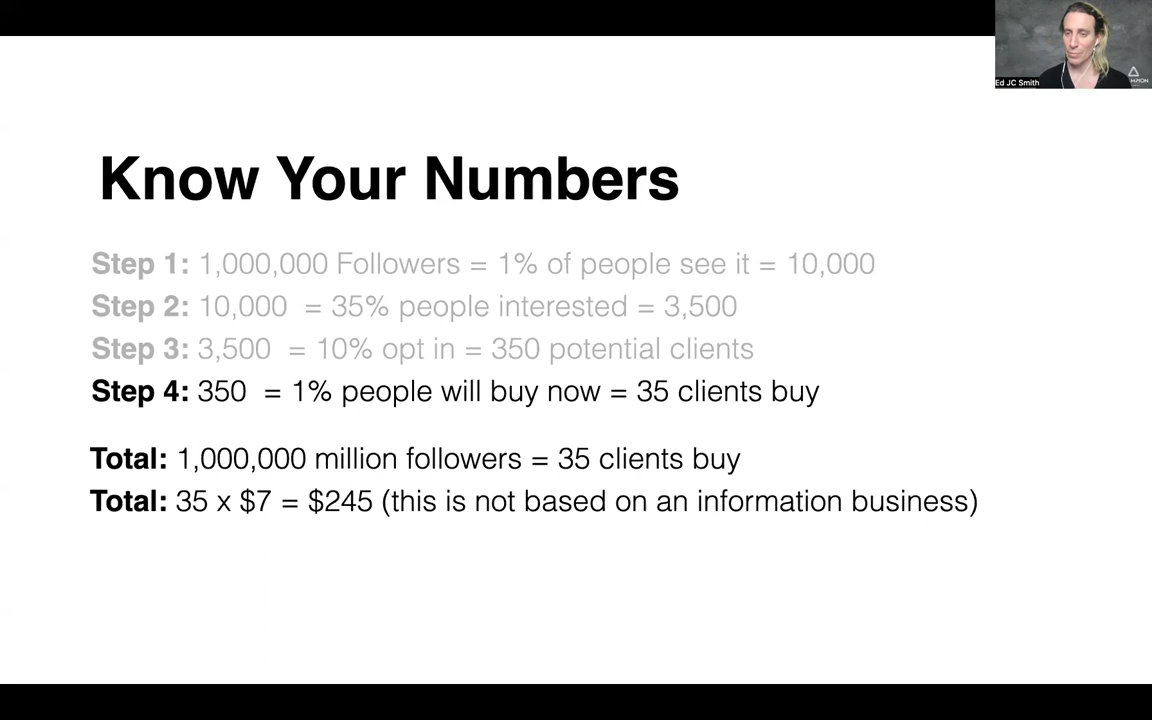 Know Your Numbers
Step 1: 1,000,000 Followers = 1% of people see it = 10,000
Step 2: 10,000 = 35% people interested = 3,500
Step 3: 3,500 = 10% opt in = 350 potential clients
Step 4: 350 = 1% people will buy now = 35 clients buy
Total: 1,000,000 million followers = 35 clients buy
Total: 35 x $7 = $245 (this is not based on an information business)
Ed JC Smith